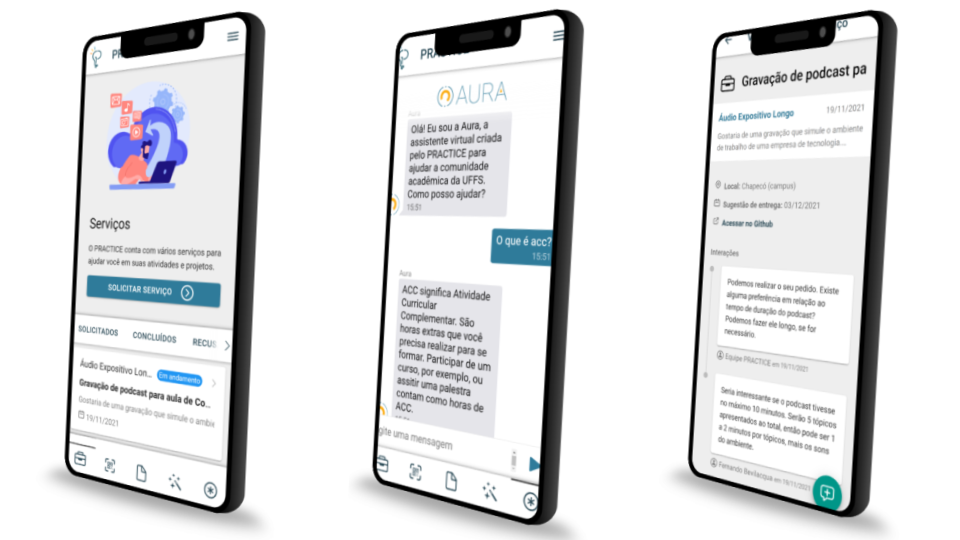 Serviços
O PRACTICE conta com vários serviços para
ajudar você em suas atividades e projetos.
SOLICITAR SERVIÇO
SOLICITADOS
CONCLUÍDOS
RECUS
Áudio Expositivo Lon...
Em andamento
Gravação de podcast para aula de Co...
Gostaria de uma gravação que simule o ambie
19/11/2021
AURA
Aura
Olá! Eu sou a Aura, a
assistente virtual criada
pelo PRACTICE para
ajudar a comunidade
acadêmica da UFFS.
Como posso ajudar?
15:51
O que é acc?
15:51
Aura
ACC significa Atividade
Curricular
Complementar. São
horas extras que você
precisa realizar para se
formar. Participar de um
curso, por exemplo, ou
assitir uma palestra
contam como horas de
ACC.
gite uma mensagem
Gravação de podcast pa
Áudio Expositivo Longo
19/11/2021
Gostaria de uma gravação que simule o ambiente
de trabalho de uma empresa de tecnologia....
Local: Chapecó (campus)
Sugestão de entrega: 03/12/2021
Acessar no Github
Interações
Podemos realizar o seu pedido. Existe
alguma preferência em relação ao
tempo de duração do podcast?
Podemos fazer ele longo, se for
necessário.
Equipe PRACTICE em 19/11/2021
Seria interessante se o podcast tivesse
no máximo 10 minutos. Serão 5 tópicos
apresentados ao total, então pode ser 1
a 2 minutos por tópicos, mais os sons
do ambiente.
Fernando Bevilacqua em 19/11/2021